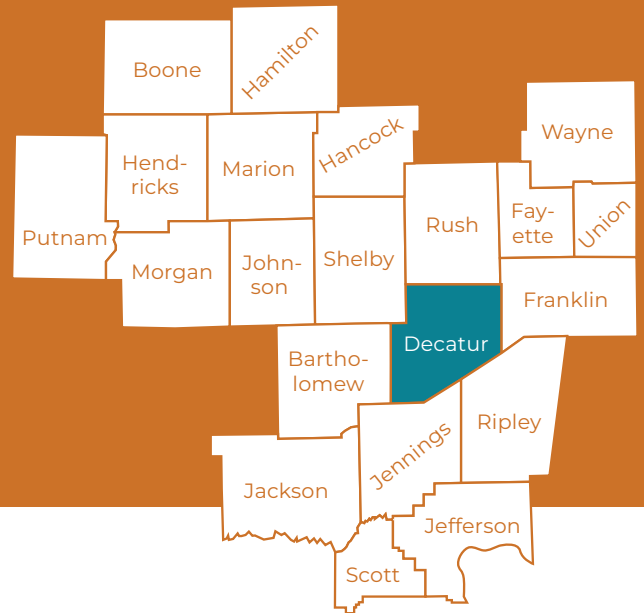 Boone
Hamilton
Wayne
Hancock
Hend-
ricks
Marion
Fay-
ette
Union
Rush
Putnam
Morgan
John-
son
Shelby
Franklin
Decatur
Bartho-
lomew
Ripley
Jennings
Jackson
Jefferson
Scott